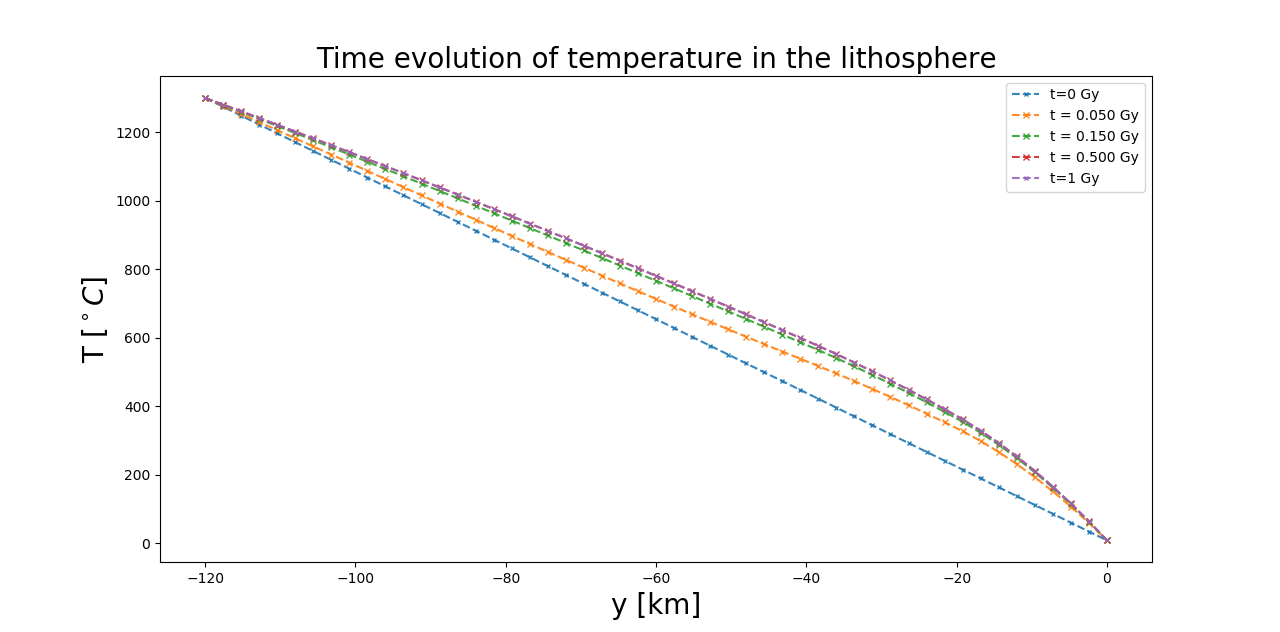 Time evolution of temperature in the lithosphere
t=0 Gy
t = 0.050 Gy
t = 0.150 Gy
t = 0.500 Gy
t=1 Gy
T [°C]
1200
1000
800
600
400
200
0
−120
−100
−80
−60
−40
−20
0
y [km]